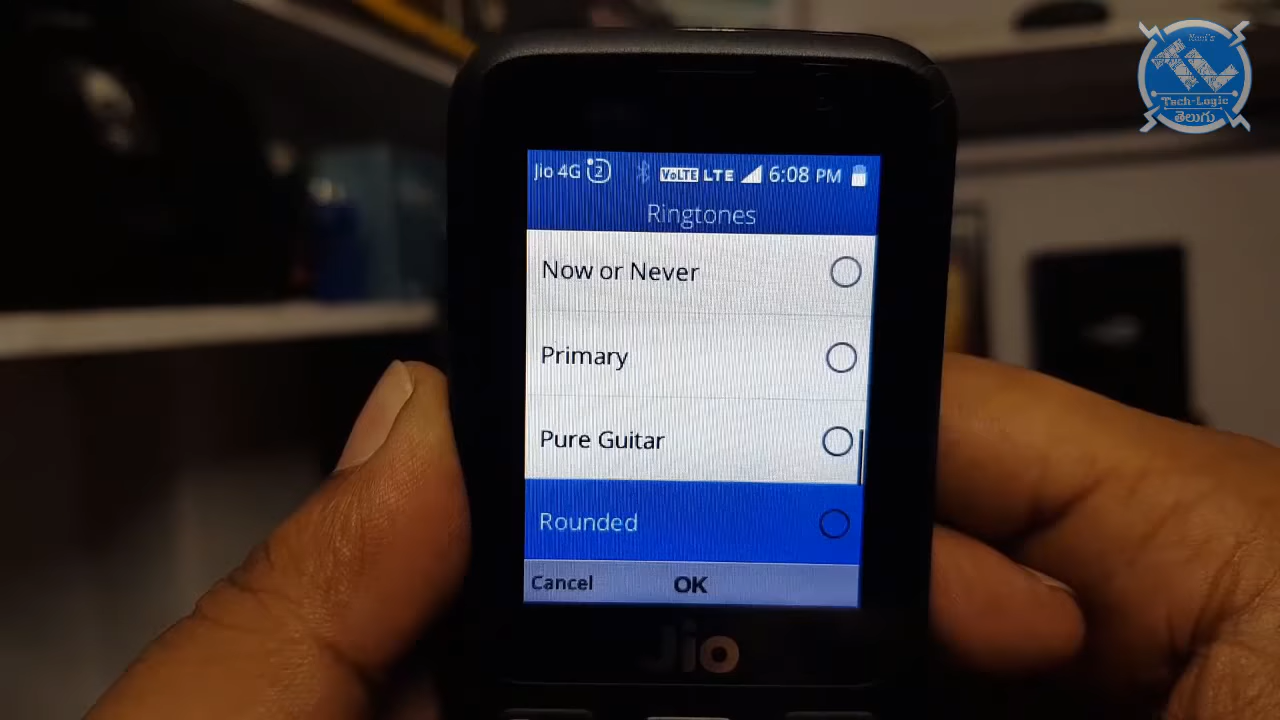 Jio 4G 2 VoLTE LTE 6:08 PM
Ringtones
Now or Never
Primary
Pure Guitar
Rounded
Cancel OK
Jio
Tech-Logic
తెలుగు